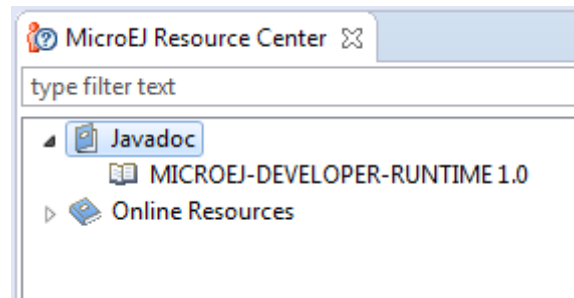 MicroEJ Resource Center
type filter text
Javadoc
MICROEJ-DEVELOPER-RUNTIME 1.0
Online Resources